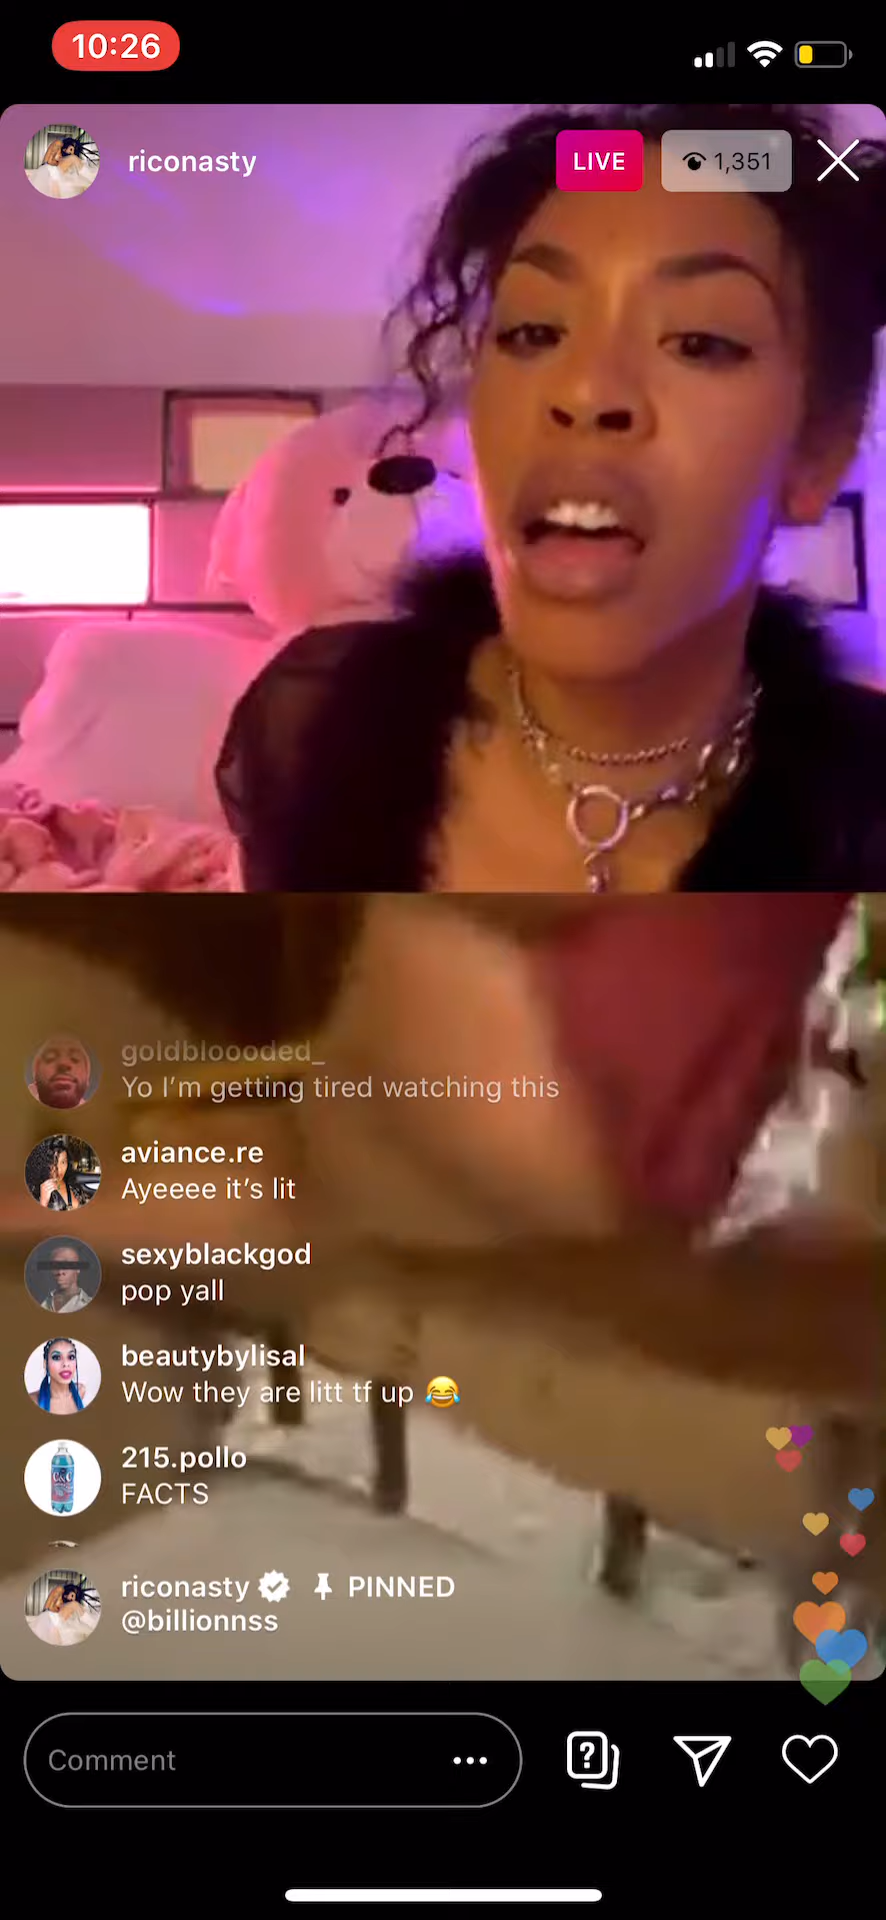 10:26
riconasty
LIVE
1,351
goldbloooded_
Yo I’m getting tired watching this
aviance.re
Ayeeee it’s lit
sexyblackgod
pop yall
beautybylisal
Wow they are litt tf up 😂
215.pollo
FACTS
riconasty PINNED
@billionnss
Comment